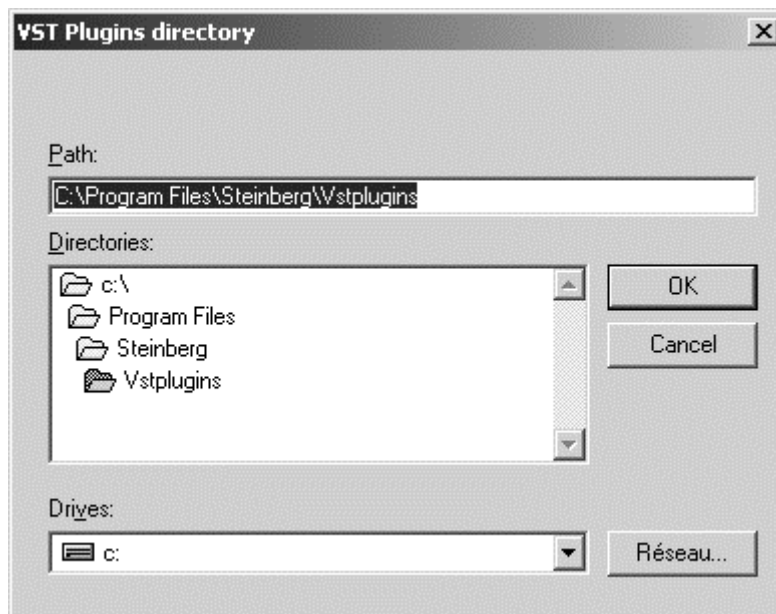 VST Plugins directory
Path:
C:\Program Files\Steinberg\Vstplugins
Directories:
c:\
Program Files
Steinberg
Vstplugins
OK
Cancel
Drives:
c:
Réseau...